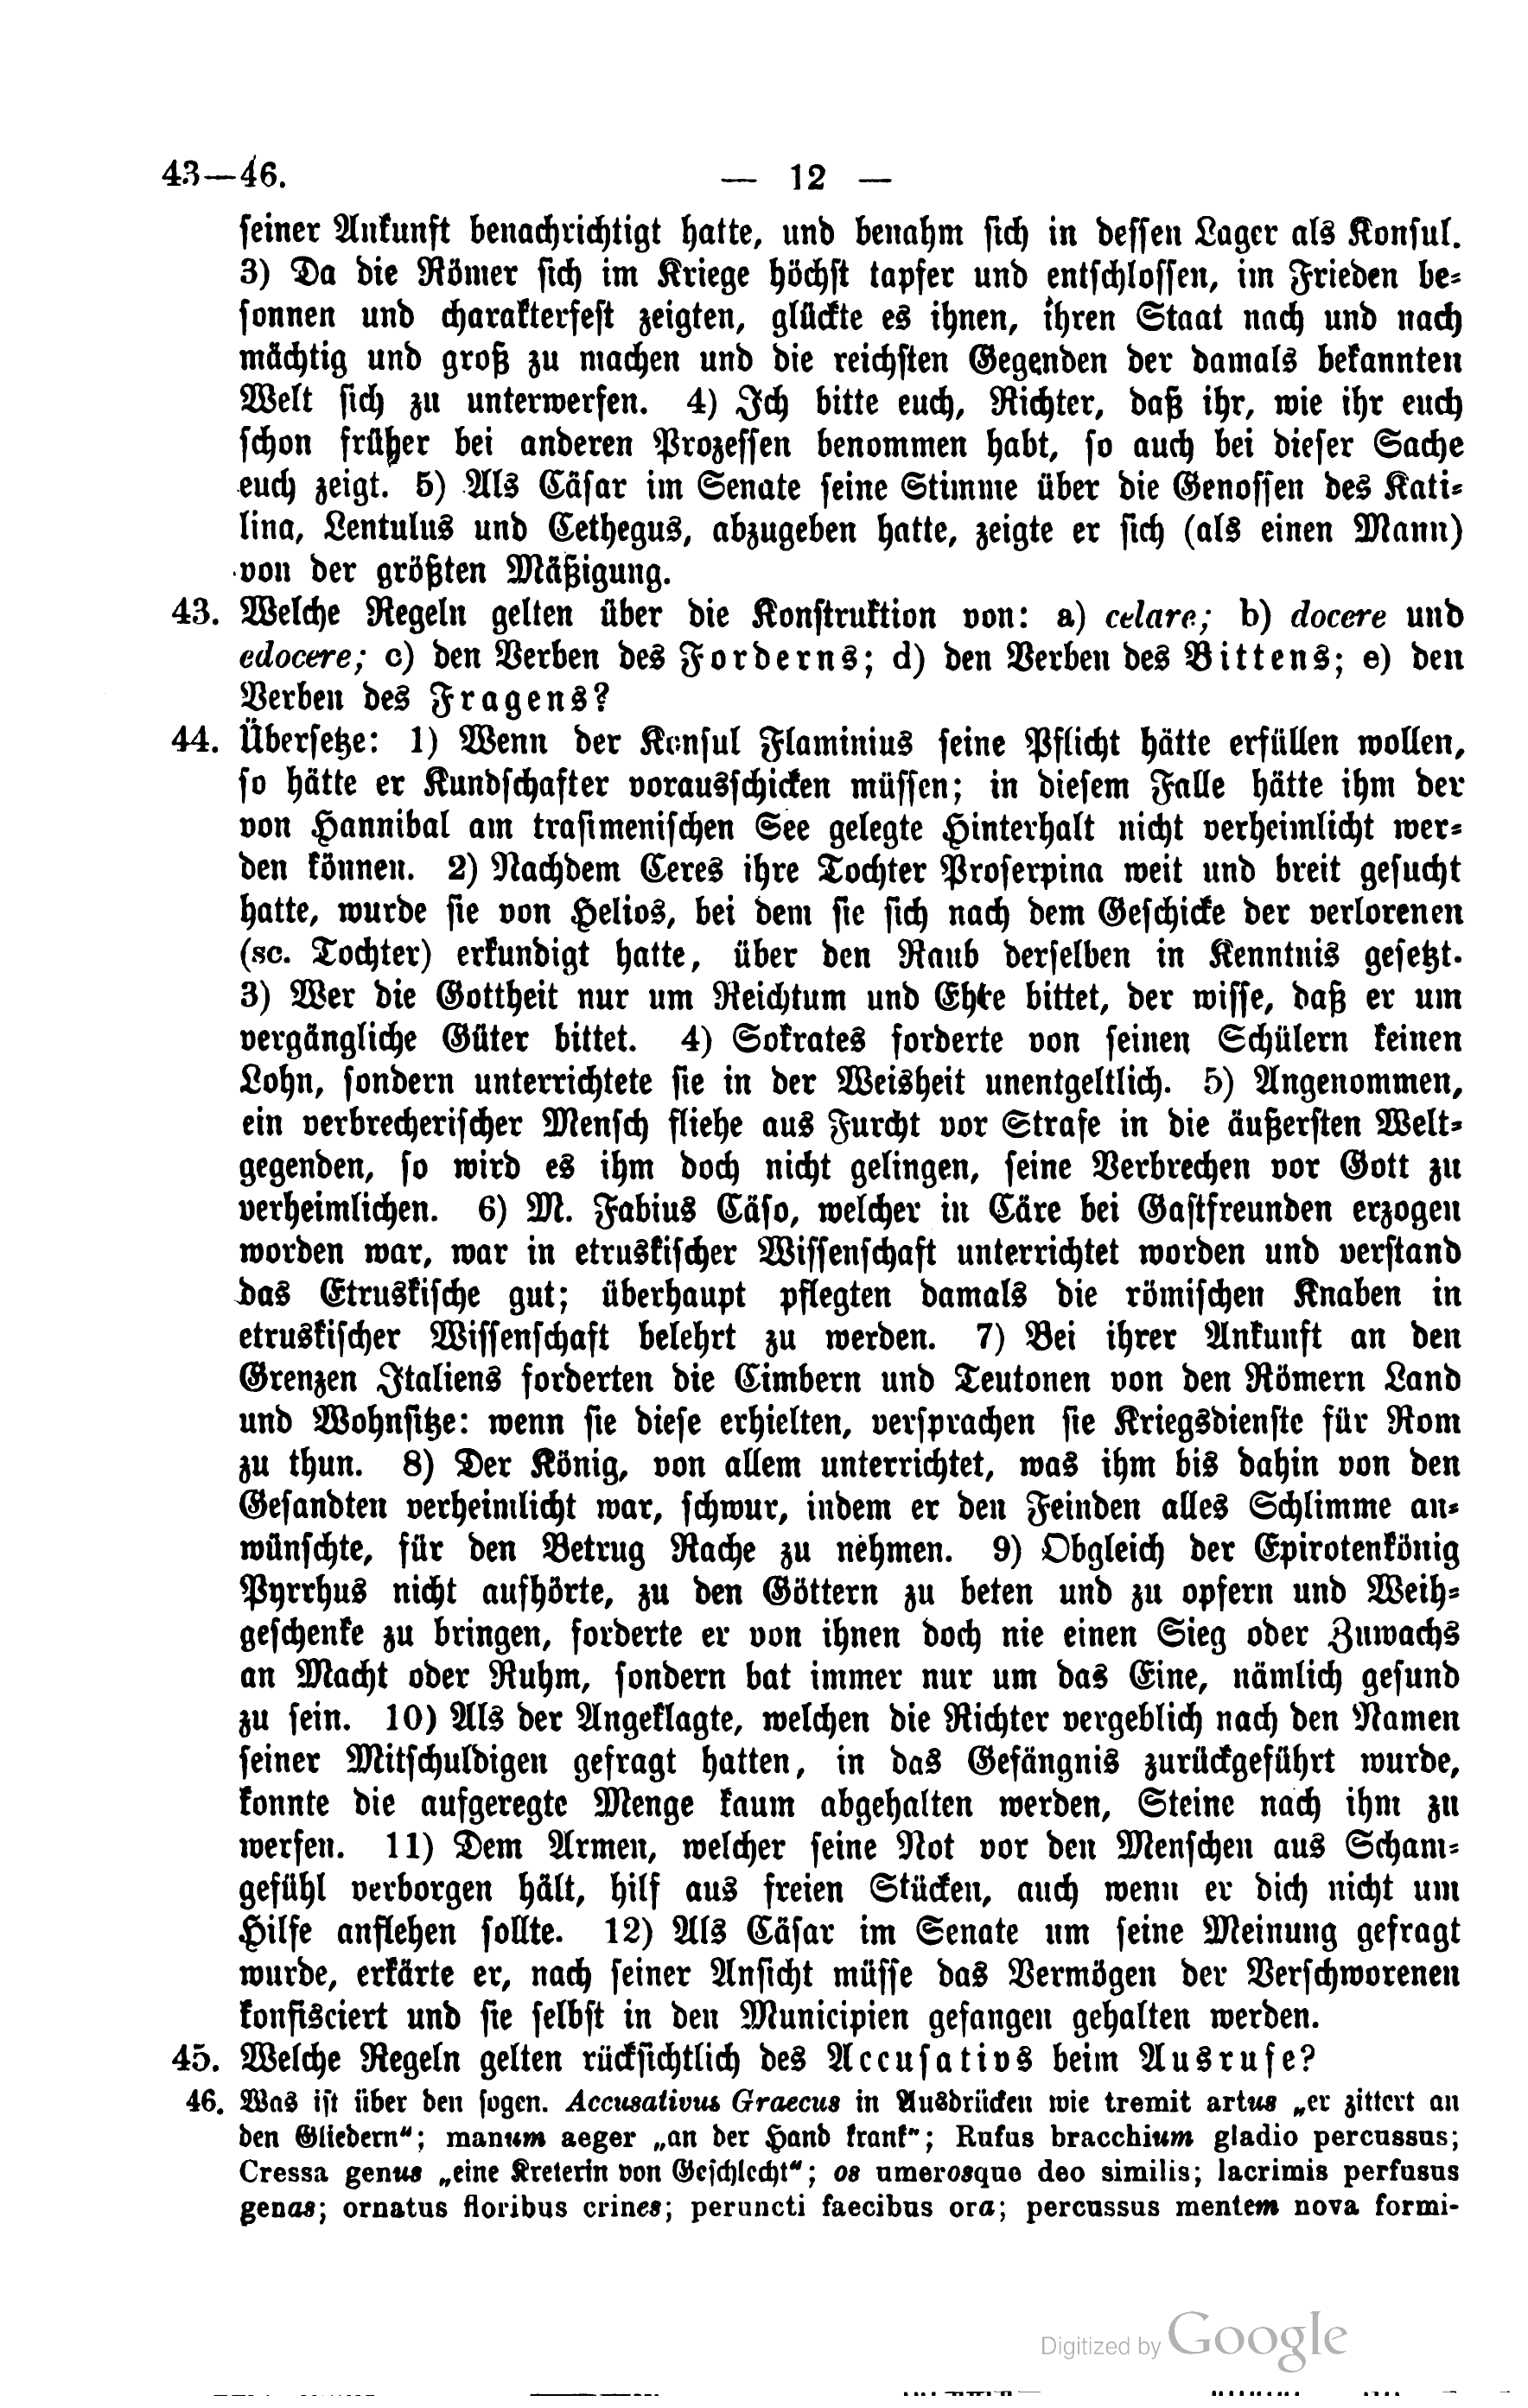 43—46.
— 12 —
seiner Ankunft benachrichtigt hatte, und benahm sich in dessen Lager als Konsul.
3) Da die Römer sich im Kriege höchst tapfer und entschlossen, im Frieden be-
sonnen und charakterfest zeigten, glückte es ihnen, ihren Staat nach und nach
mächtig und groß zu machen und die reichsten Gegenden der damals bekannten
Welt sich zu unterwerfen. 4) Ich bitte euch, Richter, daß ihr, wie ihr euch
schon früher bei anderen Prozessen benommen habt, so auch bei dieser Sache
euch zeigt. 5) Als Cäsar im Senate seine Stimme über die Genossen des Kati-
lina, Lentulus und Cethegus, abzugeben hatte, zeigte er sich (als einen Mann)
von der größten Mäßigung.
43. Welche Regeln gelten über die Konstruktion von: a) celare; b) docere und
edocere; c) den Verben des Forderns; d) den Verben des Bittens; e) den
Verben des Fragens?
44. Übersetze: 1) Wenn der Konsul Flaminius seine Pflicht hätte erfüllen wollen,
so hätte er Kundschafter vorausschicken müssen; in diesem Falle hätte ihm der
von Hannibal am trasimenischen See gelegte Hinterhalt nicht verheimlicht wer-
den können. 2) Nachdem Ceres ihre Tochter Proserpina weit und breit gesucht
hatte, wurde sie von Helios, bei dem sie sich nach dem Geschicke der verlorenen
(sc. Tochter) erkundigt hatte, über den Raub derselben in Kenntnis gesetzt.
3) Wer die Gottheit nur um Reichtum und Ehre bittet, der wisse, daß er um
vergängliche Güter bittet. 4) Sokrates forderte von seinen Schülern keinen
Lohn, sondern unterrichtete sie in der Weisheit unentgeltlich. 5) Angenommen,
ein verbrecherischer Mensch fliehe aus Furcht vor Strafe in die äußersten Welt-
gegenden, so wird es ihm doch nicht gelingen, seine Verbrechen vor Gott zu
verheimlichen. 6) M. Fabius Cäso, welcher in Cäre bei Gastfreunden erzogen
worden war, war in etruskischer Wissenschaft unterrichtet worden und verstand
das Etruskische gut; überhaupt pflegten damals die römischen Knaben in
etruskischer Wissenschaft belehrt zu werden. 7) Bei ihrer Ankunft an den
Grenzen Italiens forderten die Cimbern und Teutonen von den Römern Land
und Wohnsitze: wenn sie diese erhielten, versprachen sie Kriegsdienste für Rom
zu thun. 8) Der König, von allem unterrichtet, was ihm bis dahin von den
Gesandten verheimlicht war, schwur, indem er den Feinden alles Schlimme an-
wünschte, für den Betrug Rache zu nehmen. 9) Obgleich der Epirotenkönig
Pyrrhus nicht aufhörte, zu den Göttern zu beten und zu opfern und Weih-
geschenke zu bringen, forderte er von ihnen doch nie einen Sieg oder Zuwachs
an Macht oder Ruhm, sondern bat immer nur um das Eine, nämlich gesund
zu sein. 10) Als der Angeklagte, welchen die Richter vergeblich nach den Namen
seiner Mitschuldigen gefragt hatten, in das Gefängnis zurückgeführt wurde,
konnte die aufgeregte Menge kaum abgehalten werden, Steine nach ihm zu
werfen. 11) Dem Armen, welcher seine Not vor den Menschen aus Scham-
gefühl verborgen hält, hilf aus freien Stücken, auch wenn er dich nicht um
Hilfe anflehen sollte. 12) Als Cäsar im Senate um seine Meinung gefragt
wurde, erkärte er, nach seiner Ansicht müsse das Vermögen der Verschworenen
konfisciert und sie selbst in den Municipien gefangen gehalten werden.
45. Welche Regeln gelten rücksichtlich des Accusativs beim Ausrufe?
46. Was ist über den sogen. Accusativus Graecus in Ausdrücken wie tremit artus „er zittert an
den Gliedern“; manum aeger „an der Hand krank“; Rufus bracchium gladio percussus;
Cressa genus „eine Kreterin von Geschlecht“; os umerosque deo similis; lacrimis perfusus
genas; ornatus floribus crines; peruncti faecibus ora; percussus mentem nova formi-
Digitized by Google